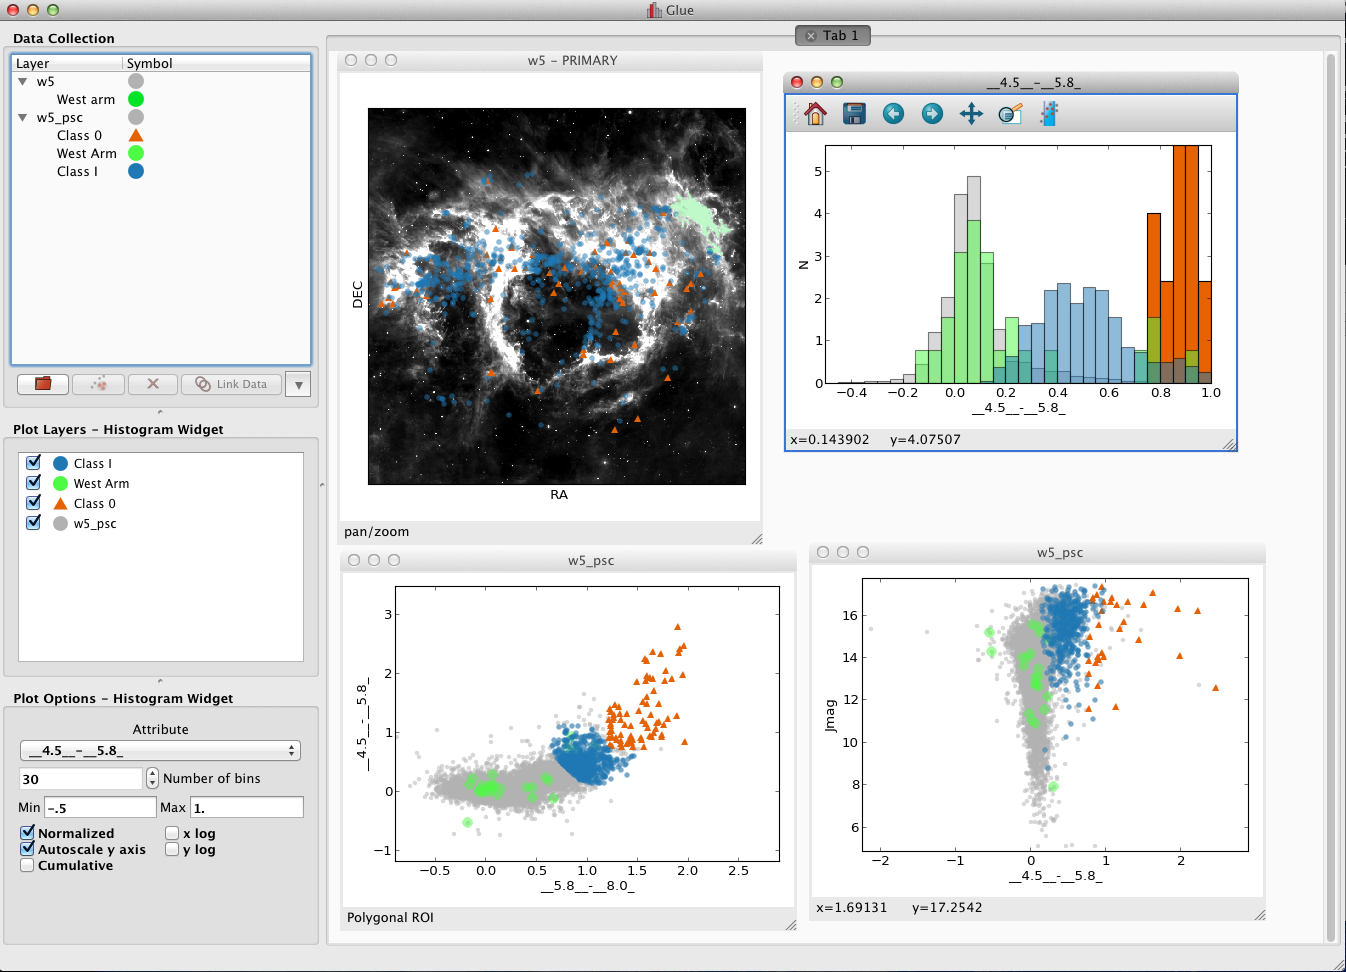 Glue
Data Collection
Layer Symbol
w5
West arm
w5_psc
Class 0
West Arm
Class I
Link Data
Plot Layers - Histogram Widget
Class I
West Arm
Class 0
w5_psc
Plot Options - Histogram Widget
Attribute
__4.5__-__5.8_
30 Number of bins
Min -.5 Max 1.
Normalized x log
Autoscale y axis y log
Cumulative
Tab 1
w5 - PRIMARY
DEC
RA
pan/zoom
__4.5__-__5.8_
5
4
3
2
1
0
N
−0.4 −0.2 0.0 0.2 0.4 0.6 0.8 1.0
__4.5__-__5.8_
x=0.143902 y=4.07507
w5_psc
3
2
1
0
−1
__4.5__-__5.8_
−0.5 0.0 0.5 1.0 1.5 2.0 2.5
__5.8__-__8.0_
Polygonal ROI
w5_psc
16
14
12
10
8
6
Jmag
−2 −1 0 1 2
__4.5__-__5.8_
x=1.69131 y=17.2542